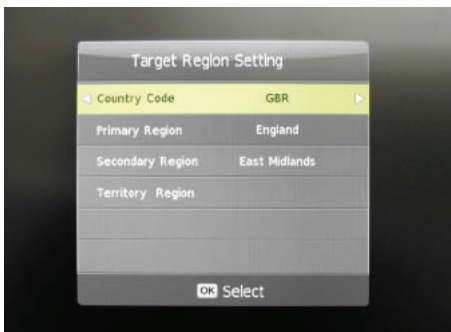 Target Region Setting
Country Code GBR
Primary Region England
Secondary Region East Midlands
Territory Region
OK Select